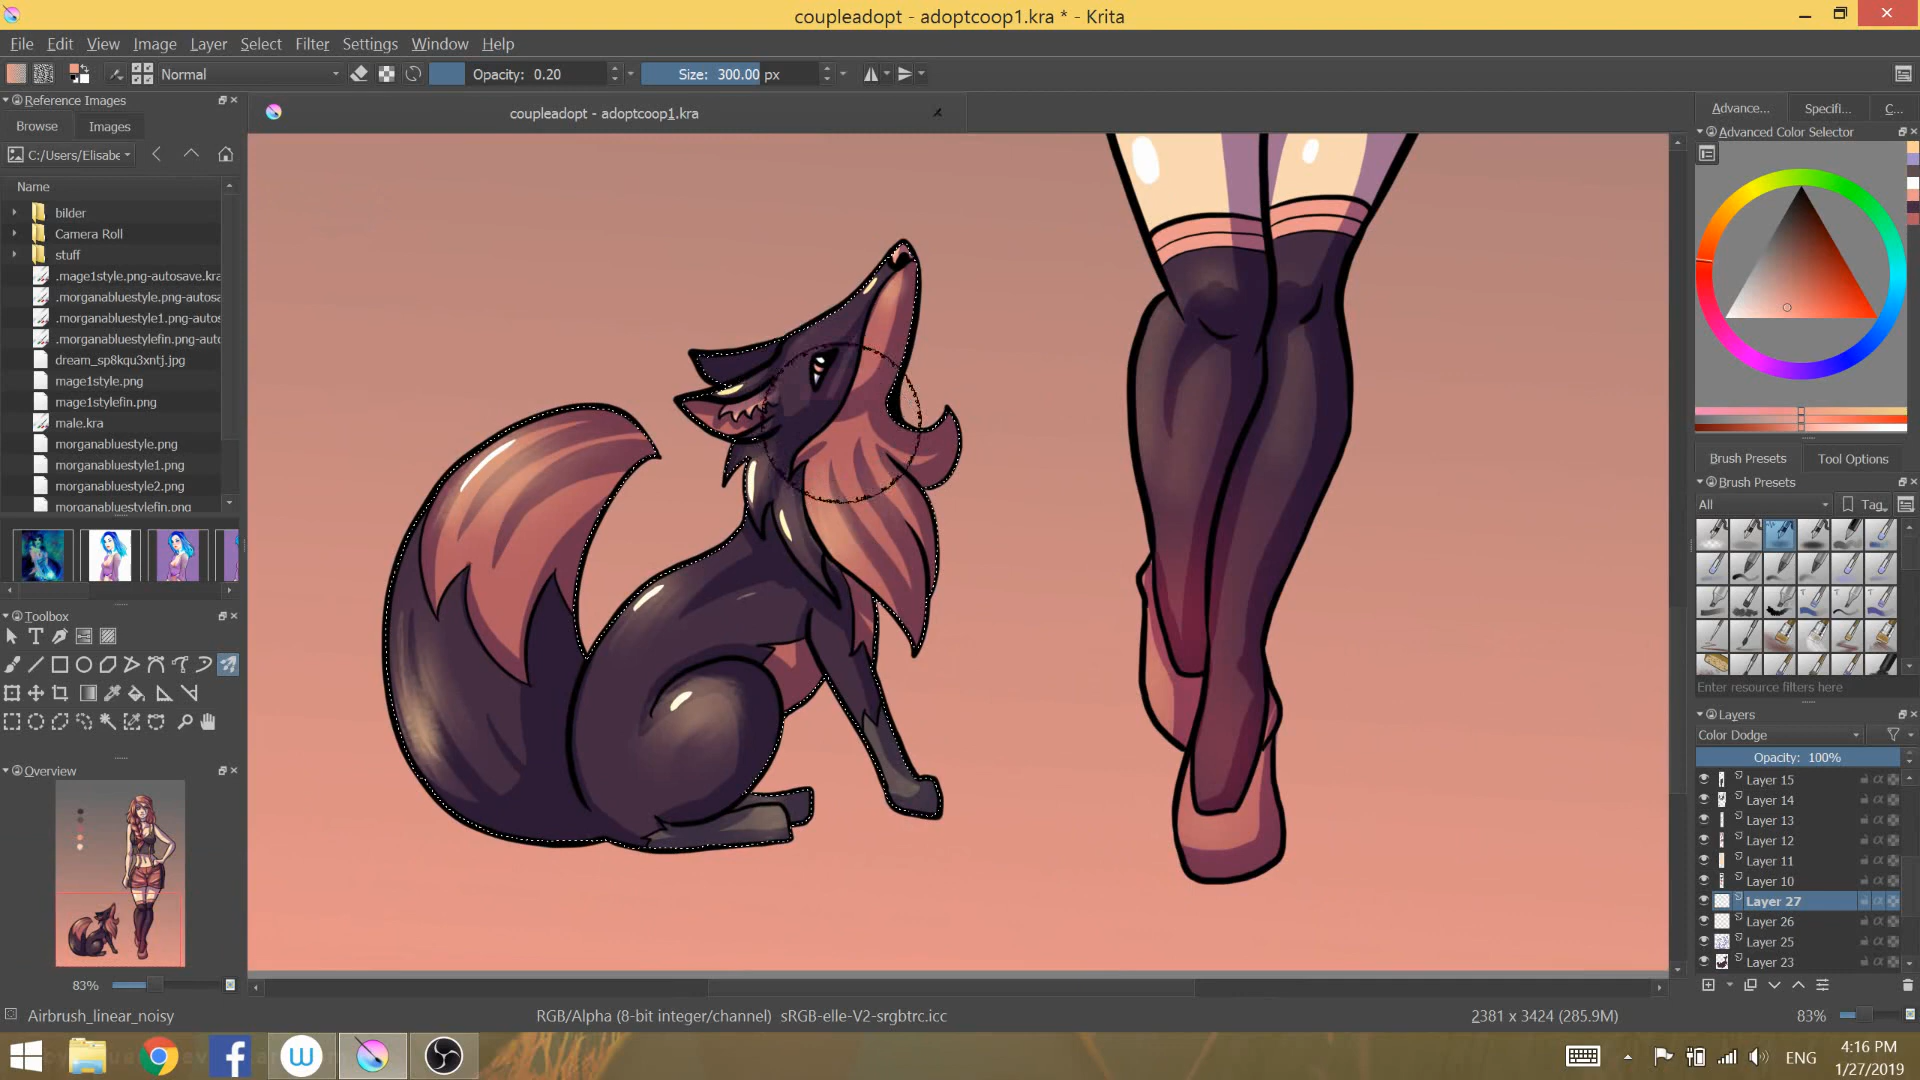 coupleadopt - adoptcoop1.kra * - Krita
File Edit View Image Layer Select Filter Settings Window Help
Normal Opacity: 0.20 Size: 300.00 px
Reference Images
Browse Images
coupleadopt - adoptcoop1.kra
C:/Users/Elisabe
Name
bilder
Camera Roll
stuff
.mage1style.png-autosave.kra
.morganabluestyle.png-autosa
.morganabluestyle1.png-autos
.morganabluestylefin.png-auto
dream_sp8kqu3xntj.jpg
mage1style.png
mage1stylefin.png
male.kra
morganabluestyle.png
morganabluestyle1.png
morganabluestyle2.png
morganabluestylefin.png
Toolbox
Overview
83%
Advance... Specifi... C...
Advanced Color Selector
Brush Presets Tool Options
Brush Presets
All Tag
Enter resource filters here
Layers
Color Dodge
Opacity: 100%
Layer 15
Layer 14
Layer 13
Layer 12
Layer 11
Layer 10
Layer 27
Layer 26
Layer 25
Layer 23
Airbrush_linear_noisy RGB/Alpha (8-bit integer/channel) sRGB-elle-V2-srgbtrc.icc 2381 x 3424 (285.9M) 83%
ENG
4:16 PM
1/27/2019